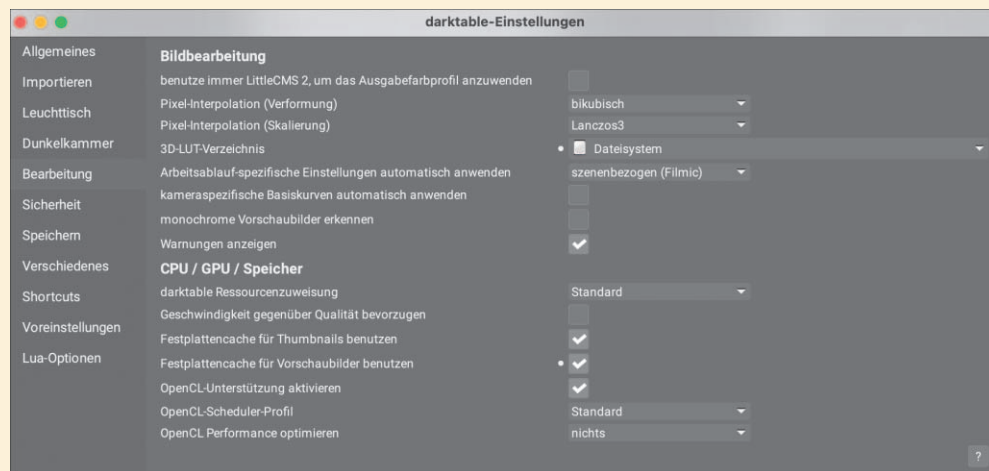 darktable-Einstellungen
Allgemeines
Importieren
Leuchttisch
Dunkelkammer
Bearbeitung
Sicherheit
Speichern
Verschiedenes
Shortcuts
Voreinstellungen
Lua-Optionen
Bildbearbeitung
benutze immer LittleCMS 2, um das Ausgabefarbprofil anzuwenden
Pixel-Interpolation (Verformung) bikubisch
Pixel-Interpolation (Skalierung) Lanczos3
3D-LUT-Verzeichnis Dateisystem
Arbeitsablauf-spezifische Einstellungen automatisch anwenden szenenbezogen (Filmic)
kameraspezifische Basiskurven automatisch anwenden
monochrome Vorschaubilder erkennen
Warnungen anzeigen
CPU / GPU / Speicher
darktable Ressourcenzuweisung Standard
Geschwindigkeit gegenüber Qualität bevorzugen
Festplattencache für Thumbnails benutzen
Festplattencache für Vorschaubilder benutzen
OpenCL-Unterstützung aktivieren
OpenCL-Scheduler-Profil Standard
OpenCL Performance optimieren nichts
?